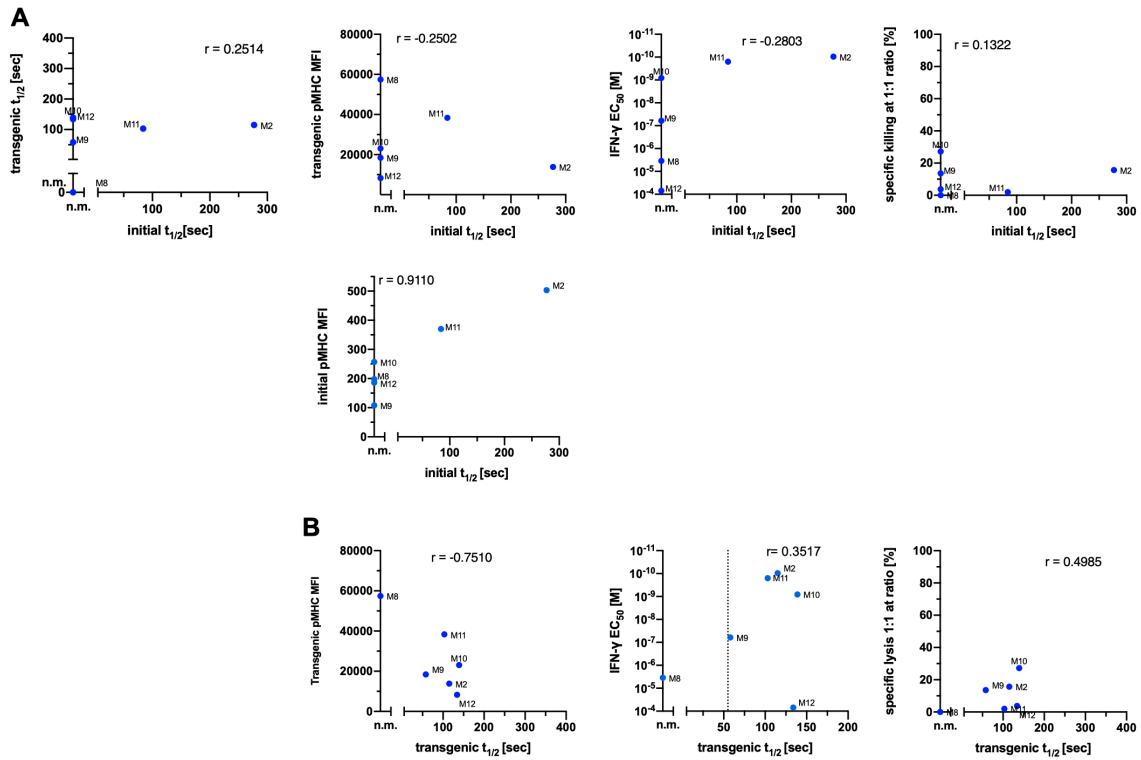 A
r = 0.2514
transgenic t1/2 [sec]
400
300
200
100
n.m.
0
M10
M12
M9
M8
M11
M2
n.m.
100
200
300
initial t1/2[sec]
r = -0.2502
transgenic pMHC MFI
80000
60000
40000
20000
0
M8
M10
M9
M12
M11
M2
n.m.
100
200
300
initial t1/2 [sec]
r = -0.2803
IFN-γ EC50 [M]
10-11
10-10
10-9
10-8
10-7
10-6
10-5
10-4
M10
M9
M8
M12
M11
M2
n.m.
100
200
300
initial t1/2 [sec]
r = 0.1322
specific killing at 1:1 ratio [%]
100
80
60
40
20
0
M10
M9
M12
M8
M11
M2
n.m.
100
200
300
initial t1/2 [sec]
r = 0.9110
initial pMHC MFI
500
400
300
200
100
0
M10
M8
M12
M9
M11
M2
n.m.
100
200
300
initial t1/2 [sec]
B
r = -0.7510
Transgenic pMHC MFI
80000
60000
40000
20000
0
M8
M11
M10
M9
M2
M12
n.m.
100
200
300
400
transgenic t1/2 [sec]
r= 0.3517
IFN-γ EC50 [M]
10-11
10-10
10-9
10-8
10-7
10-6
10-5
10-4
M2
M11
M10
M9
M8
M12
n.m.
50
100
150
200
transgenic t1/2 [sec]
r = 0.4985
specific lysis 1:1 at ratio [%]
100
80
60
40
20
0
M10
M9
M2
M8
M11
M12
n.m.
100
200
300
400
transgenic t1/2 [sec]